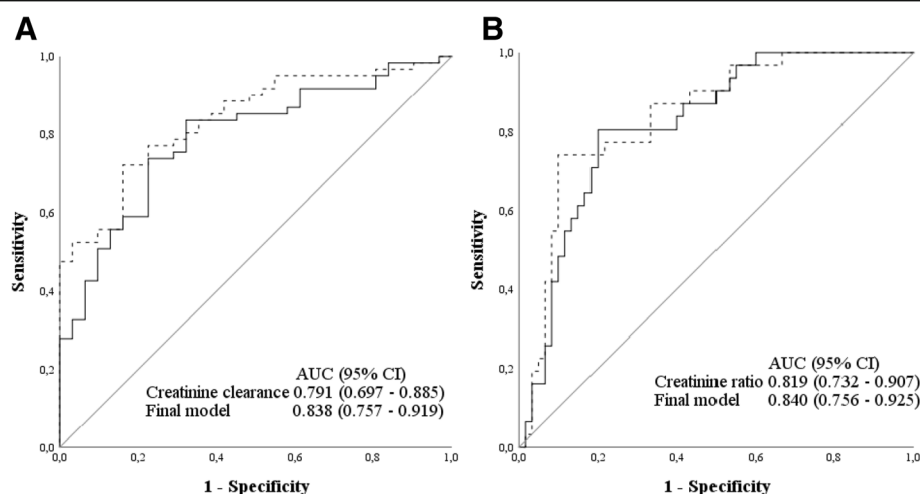 A
1,0
0,8
0,6
0,4
0,2
0,0
Sensitivity
AUC (95% CI)
Creatinine clearance 0.791 (0.697 - 0.885)
Final model 0.838 (0.757 - 0.919)
0,0 0,2 0,4 0,6 0,8 1,0
1 - Specificity
B
1,0
0,8
0,6
0,4
0,2
0,0
Sensitivity
AUC (95% CI)
Creatinine ratio 0.819 (0.732 - 0.907)
Final model 0.840 (0.756 - 0.925)
0,0 0,2 0,4 0,6 0,8 1,0
1 - Specificity